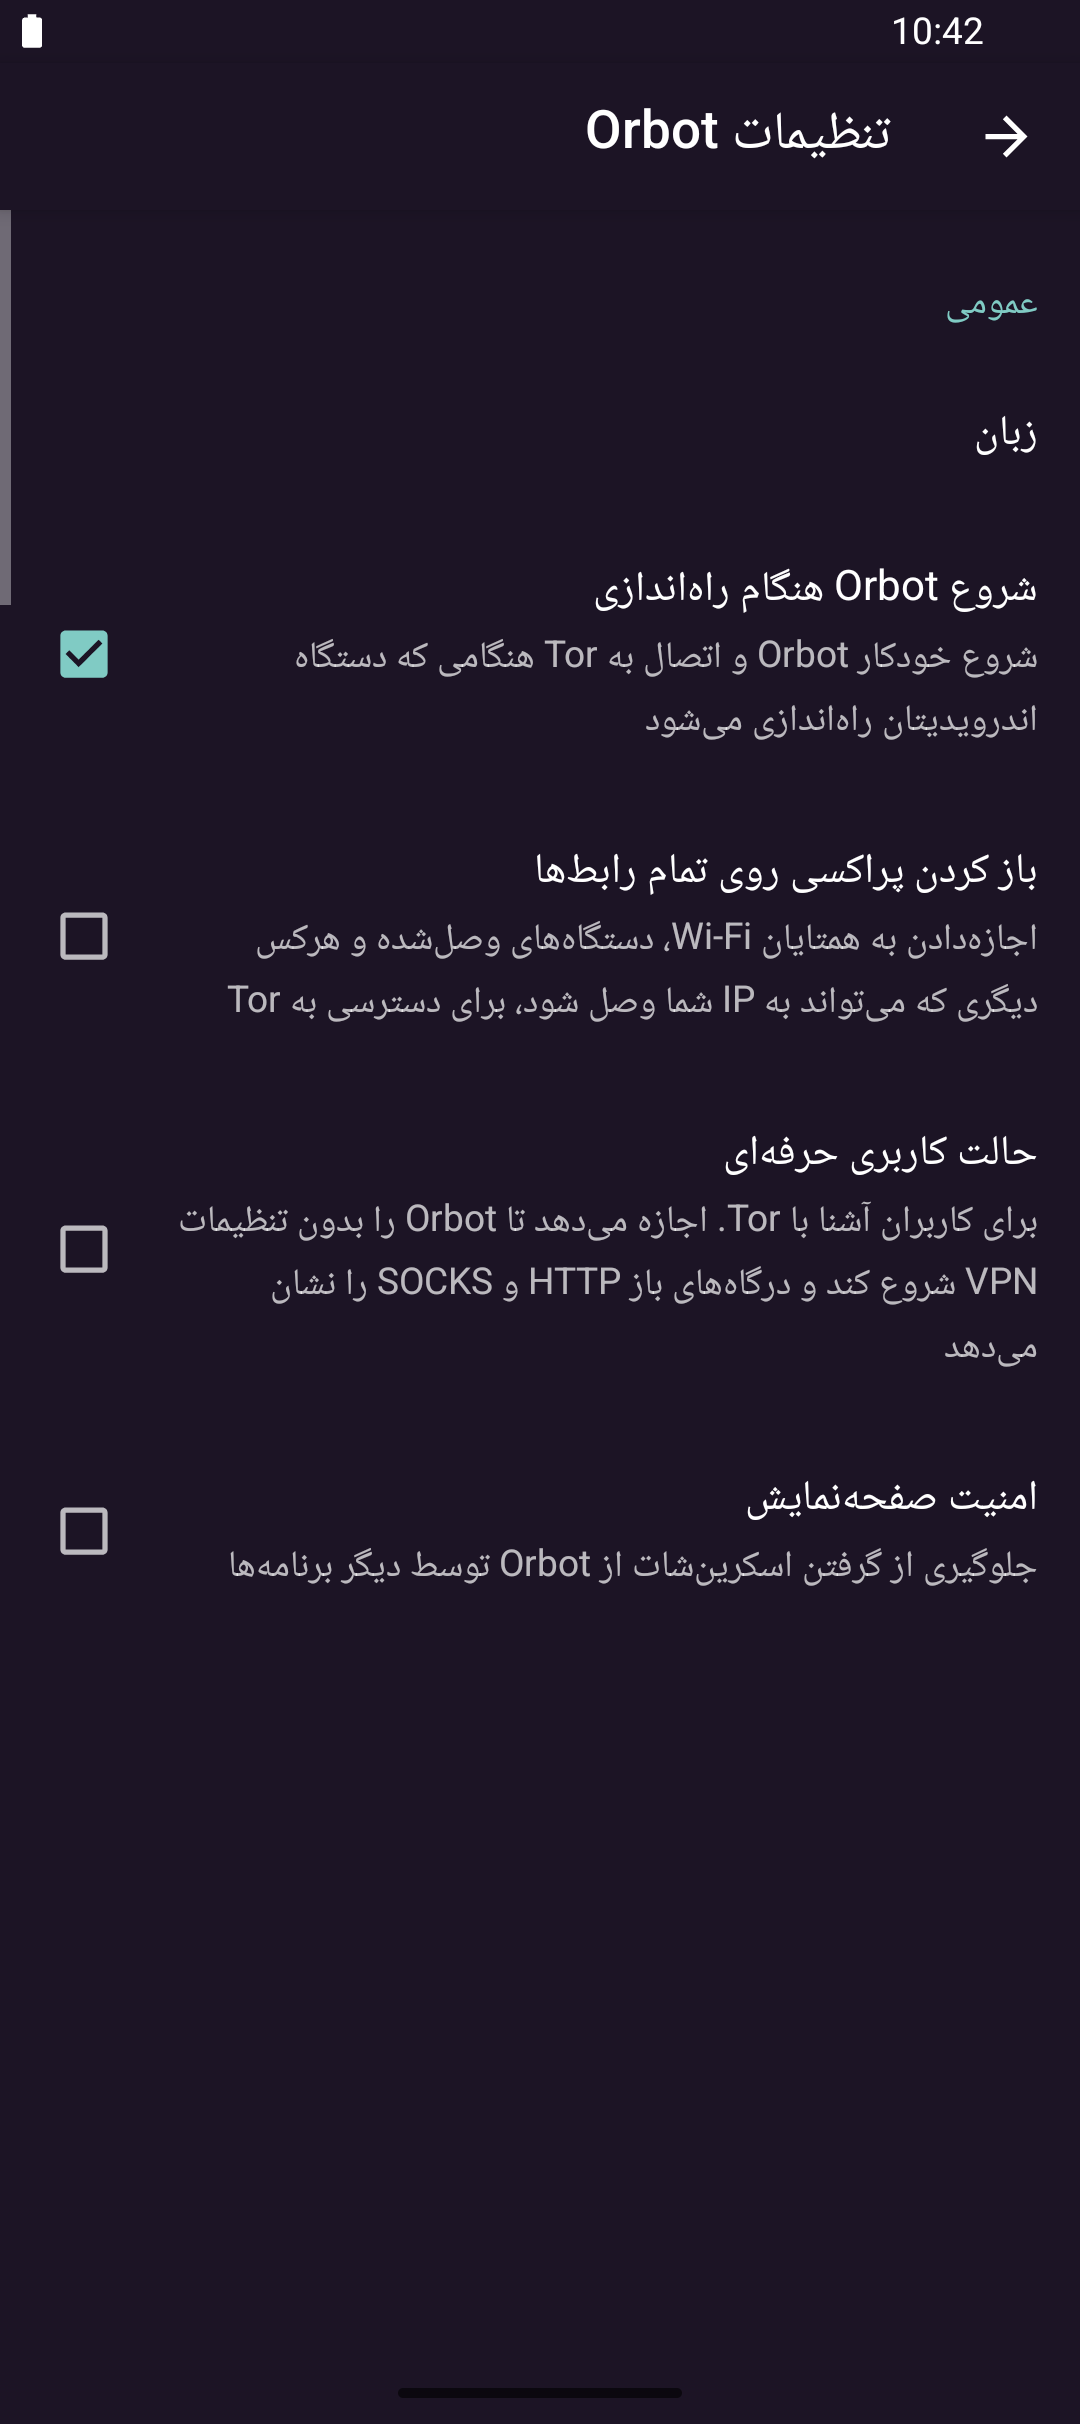 10:42
تنظیمات Orbot
عمومی
زبان
شروع Orbot هنگام راه‌اندازی
شروع خودکار Orbot و اتصال به Tor هنگامی که دستگاه
اندرویدیتان راه‌اندازی می‌شود
باز کردن پراکسی روی تمام رابط‌ها
اجازه‌دادن به همتایان Wi-Fi، دستگاه‌های وصل‌شده و هرکس
دیگری که می‌تواند به IP شما وصل شود، برای دسترسی به Tor
حالت کاربری حرفه‌ای
برای کاربران آشنا با Tor. اجازه می‌دهد تا Orbot را بدون تنظیمات
VPN شروع کند و درگاه‌های باز HTTP و SOCKS را نشان
می‌دهد
امنیت صفحه‌نمایش
جلوگیری از گرفتن اسکرین‌شات از Orbot توسط دیگر برنامه‌ها